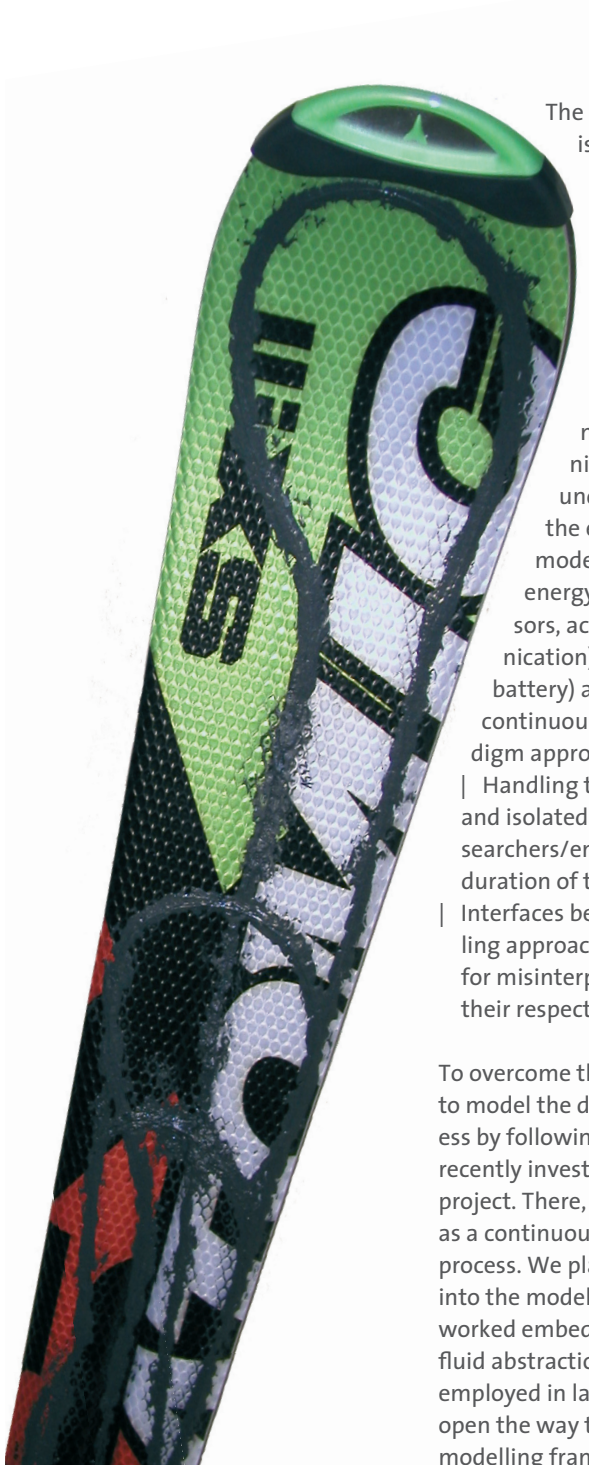 The
is
n
ni
und
the e
mode
energy
sors, ac
nication)
battery) a
continuou
digm appro
| Handling t
and isolated
searchers/en
duration of t
| Interfaces be
ling approac
for misinterp
their respect
To overcome th
to model the d
ess by followin
recently invest
project. There,
as a continuou
process. We pla
into the model
worked embed
fluid abstractio
employed in la
open the way t
modelling fran
XS